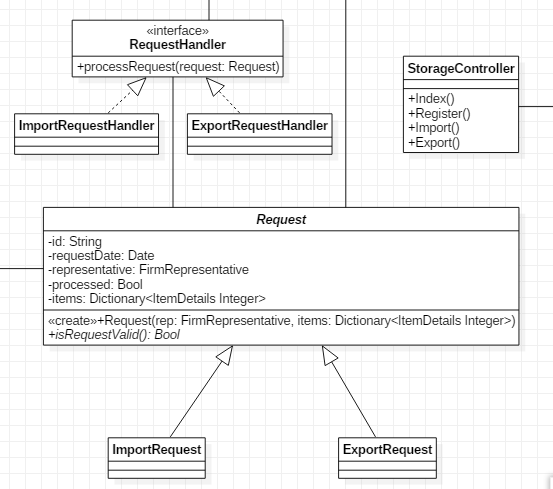 «interface»
RequestHandler
+processRequest(request: Request)
ImportRequestHandler
ExportRequestHandler
StorageController
+Index()
+Register()
+Import()
+Export()
Request
-id: String
-requestDate: Date
-representative: FirmRepresentative
-processed: Bool
-items: Dictionary<ItemDetails Integer>
«create»+Request(rep: FirmRepresentative, items: Dictionary<ItemDetails Integer>)
+isRequestValid(): Bool
ImportRequest
ExportRequest